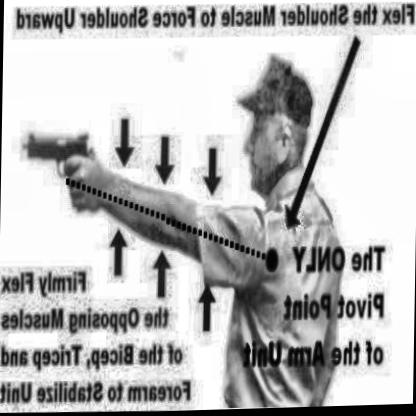 Flex the Shoulder Muscle to Force Shoulder Upward
The ONLY
Pivot Point
of the Arm Unit
Firmly Flex
the Opposing Muscles
of the Bicep, Tricep and
Forearm to Stabilize Unit